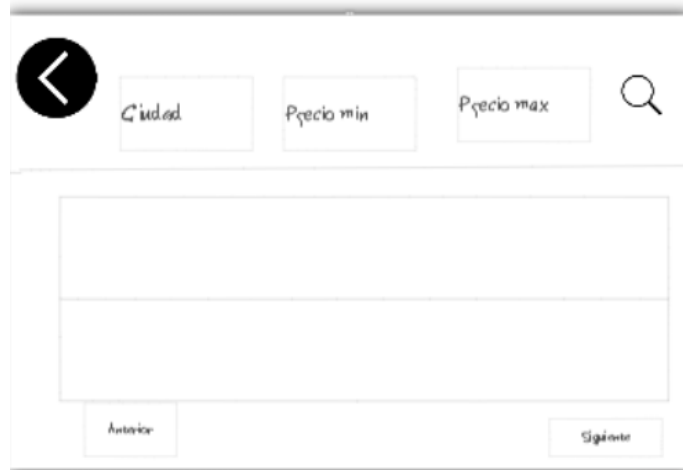 Ciudad
Precio min
Precio max
Anterior
Siguiente